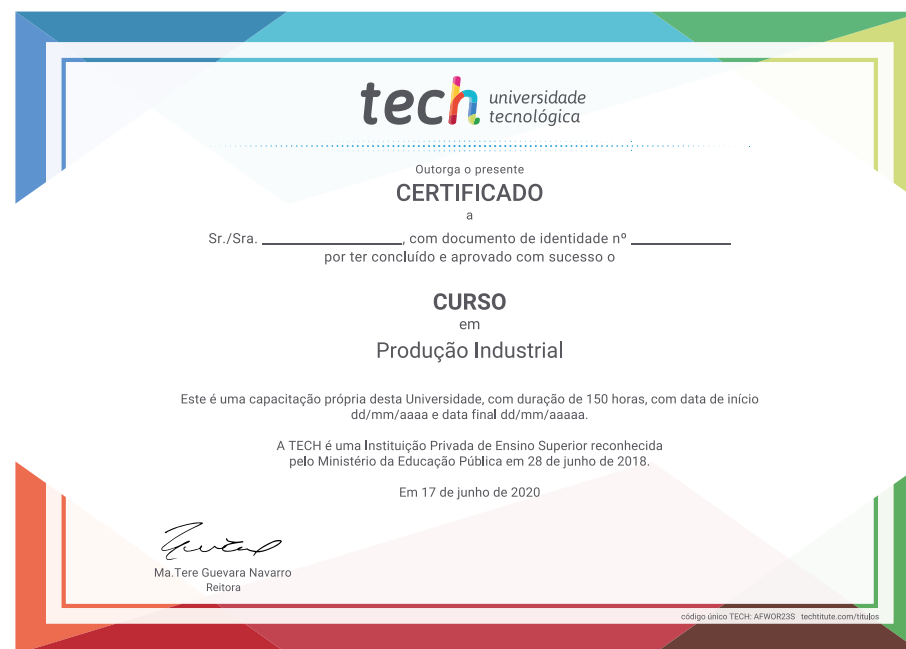 tech universidade
tecnológica
Outorga o presente
CERTIFICADO
a
Sr./Sra. ________________, com documento de identidade nº ____________
por ter concluído e aprovado com sucesso o
CURSO
em
Produção Industrial
Este é uma capacitação própria desta Universidade, com duração de 150 horas, com data de início
dd/mm/aaaa e data final dd/mm/aaaaa.
A TECH é uma Instituição Privada de Ensino Superior reconhecida
pelo Ministério da Educação Pública em 28 de junho de 2018.
Em 17 de junho de 2020
Ma.Tere Guevara Navarro
Reitora
código único TECH: AFWOR23S techtitute.com/titulos